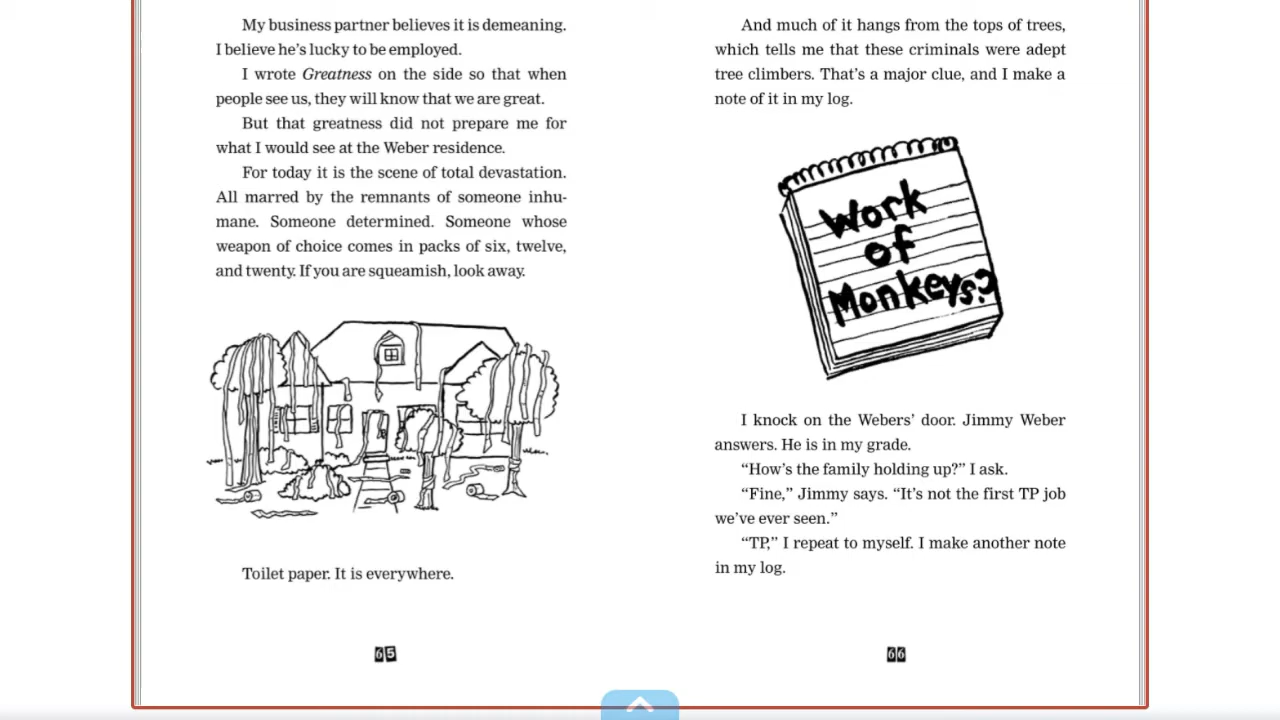 My business partner believes it is demeaning.
I believe he’s lucky to be employed.
I wrote Greatness on the side so that when
people see us, they will know that we are great.
But that greatness did not prepare me for
what I would see at the Weber residence.
For today it is the scene of total devastation.
All marred by the remnants of someone inhu-
mane. Someone determined. Someone whose
weapon of choice comes in packs of six, twelve,
and twenty. If you are squeamish, look away.
Toilet paper. It is everywhere.
65
And much of it hangs from the tops of trees,
which tells me that these criminals were adept
tree climbers. That’s a major clue, and I make a
note of it in my log.
Work
of
Monkeys?
I knock on the Webers’ door. Jimmy Weber
answers. He is in my grade.
“How’s the family holding up?” I ask.
“Fine,” Jimmy says. “It’s not the first TP job
we’ve ever seen.”
“TP,” I repeat to myself. I make another note
in my log.
66